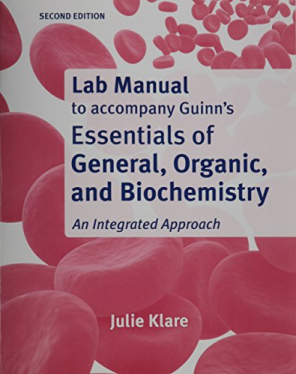 SECOND EDITION
Lab Manual
to accompany Guinn's
Essentials of
General, Organic,
and Biochemistry
An Integrated Approach
Julie Klare